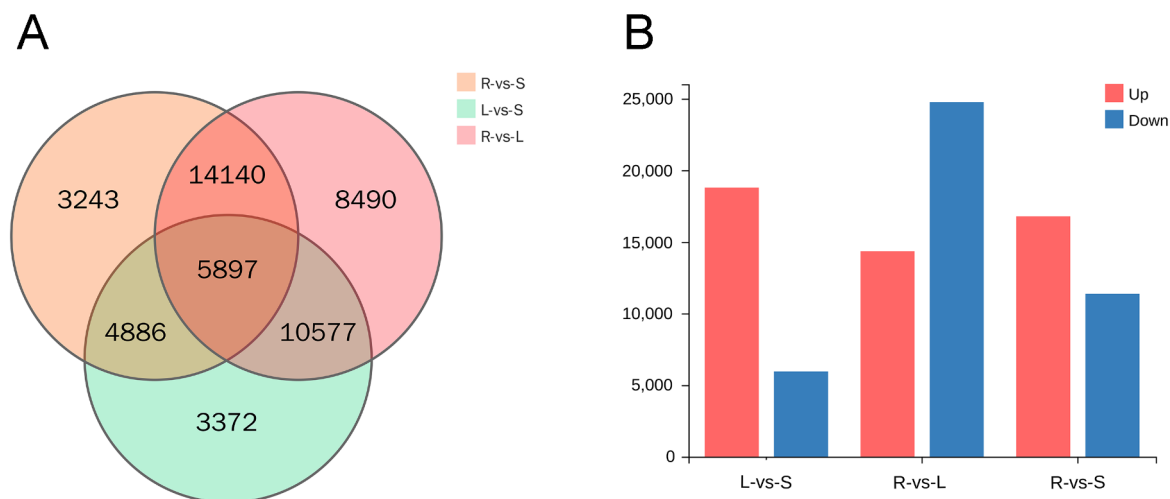 A
R-vs-S
L-vs-S
R-vs-L
3243
14140
8490
5897
4886
10577
3372
B
Up
Down
25,000
20,000
15,000
10,000
5,000
0
L-vs-S
R-vs-L
R-vs-S